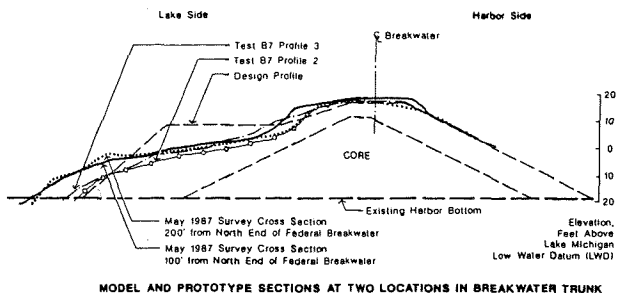 Lake Side
Harbor Side
℄ Breakwater
Test B7 Profile 3
Test B7 Profile 2
Design Profile
20
10
0
10
20
CORE
Existing Harbor Bottom
May 1987 Survey Cross Section
200' from North End of Federal Breakwater
May 1987 Survey Cross Section
100' from North End of Federal Breakwater
Elevation,
Feet Above
Lake Michigan
Low Water Datum (LWD)
MODEL AND PROTOTYPE SECTIONS AT TWO LOCATIONS IN BREAKWATER TRUNK